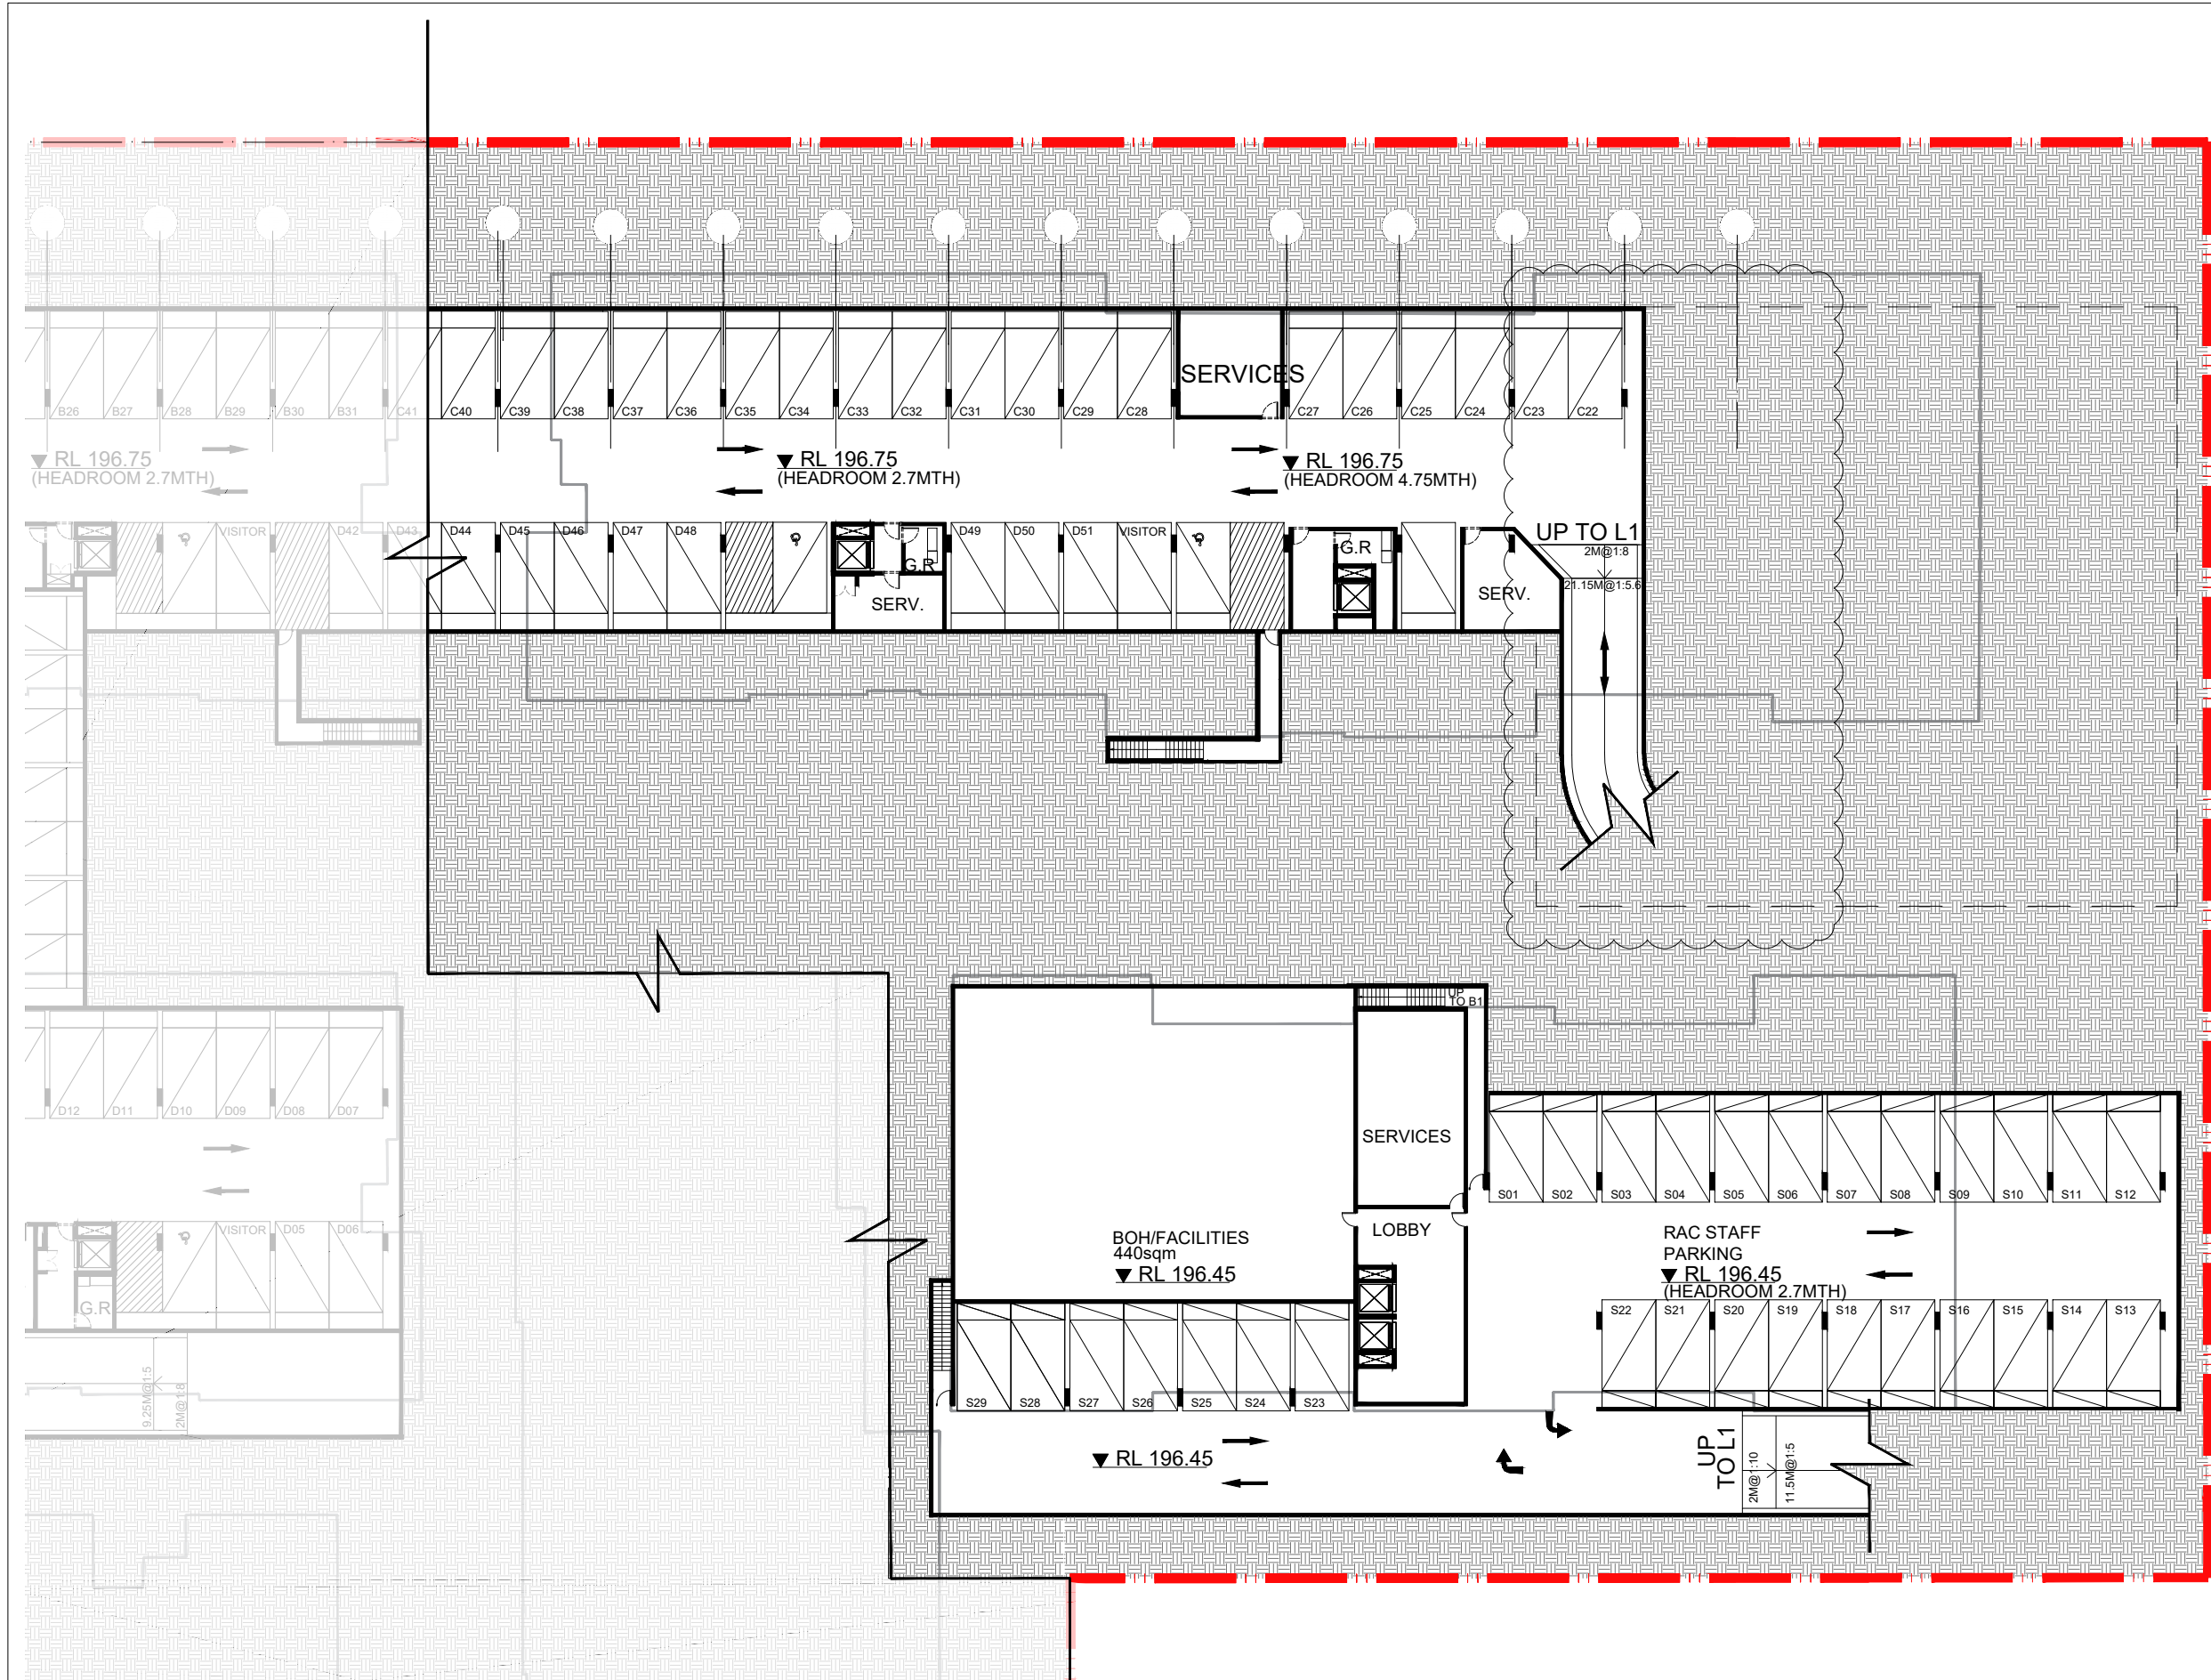 B26 B27 B28 B29 B30 B31 C41 C40 C39 C38 C37 C36 C35 C34 C33 C32 C31 C30 C29 C28
SERVICES
C27 C26 C25 C24 C23 C22
RL 196.75
(HEADROOM 2.7MTH)
RL 196.75
(HEADROOM 2.7MTH)
RL 196.75
(HEADROOM 4.75MTH)
VISITOR D42 D43 D44 D45 D46 D47 D48
G.R
SERV.
D49 D50 D51 VISITOR
G.R
SERV.
UP TO L1
2M@1:8
21.15M@1:5.6
UP
TO B1
D12 D11 D10 D09 D08 D07
VISITOR D05 D06
G.R
9.25M@1:5
2M@1:8
SERVICES
LOBBY
BOH/FACILITIES
440sqm
RL 196.45
S01 S02 S03 S04 S05 S06 S07 S08 S09 S10 S11 S12
RAC STAFF
PARKING
RL 196.45
(HEADROOM 2.7MTH)
S22 S21 S20 S19 S18 S17 S16 S15 S14 S13
S29 S28 S27 S26 S25 S24 S23
RL 196.45
UP
TO L1
2M@1:10
11.5M@1:5